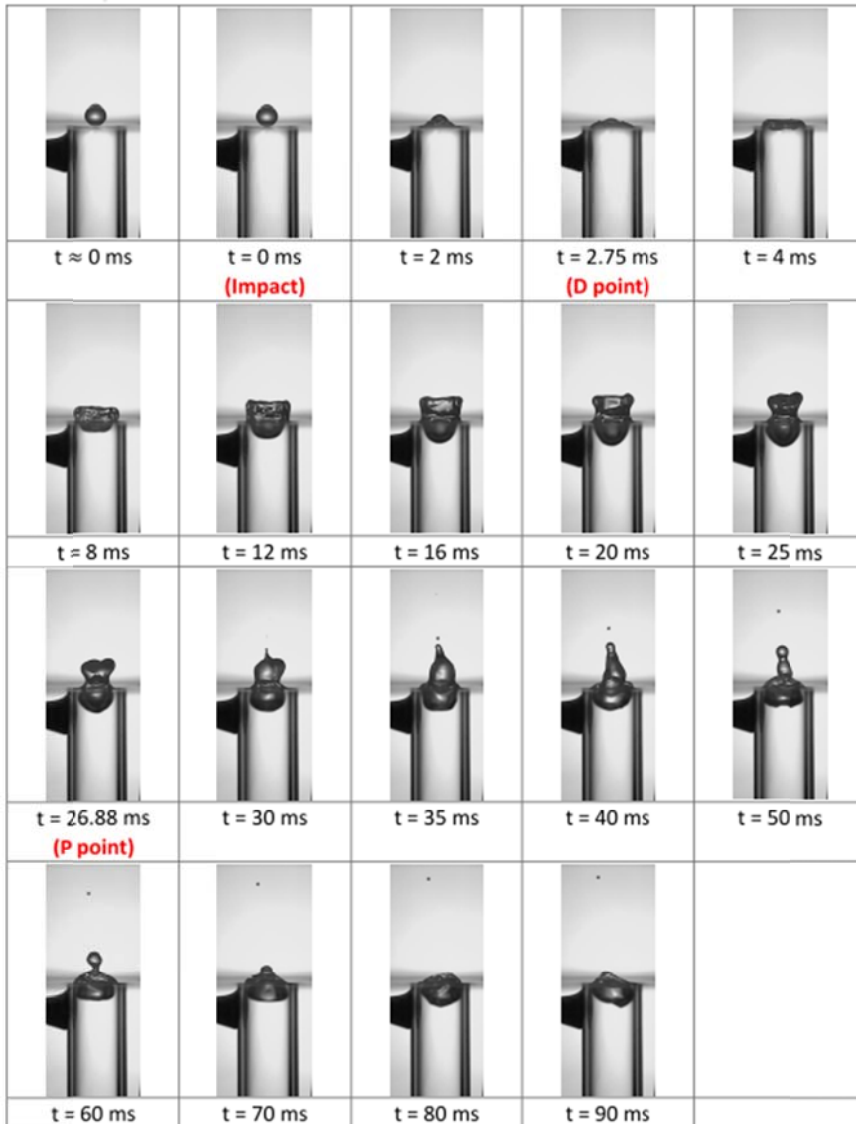 t ≈ 0 ms
t = 0 ms
(Impact)
t = 2 ms
t = 2.75 ms
(D point)
t = 4 ms
t = 8 ms
t = 12 ms
t = 16 ms
t = 20 ms
t = 25 ms
t = 26.88 ms
(P point)
t = 30 ms
t = 35 ms
t = 40 ms
t = 50 ms
t = 60 ms
t = 70 ms
t = 80 ms
t = 90 ms